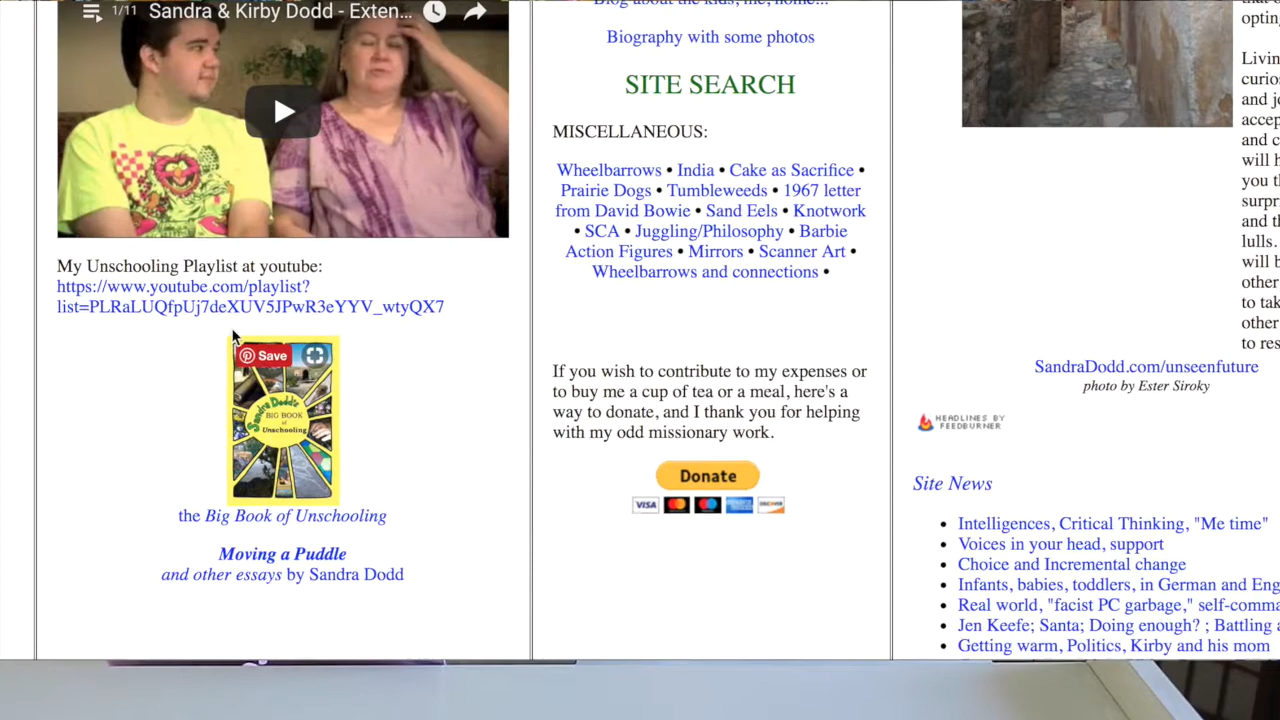 1/11 Sandra & Kirby Dodd - Exten...
My Unschooling Playlist at youtube:
https://www.youtube.com/playlist?
list=PLRaLUQfpUj7deXUV5JPwR3eYYV_wtyQX7
Save
Sandra Dodd's
BIG BOOK
of
Unschooling
the Big Book of Unschooling
Moving a Puddle
and other essays by Sandra Dodd
Blog about the kids, me, home...
Biography with some photos
SITE SEARCH
MISCELLANEOUS:
Wheelbarrows • India • Cake as Sacrifice •
Prairie Dogs • Tumbleweeds • 1967 letter
from David Bowie • Sand Eels • Knotwork
• SCA • Juggling/Philosophy • Barbie
Action Figures • Mirrors • Scanner Art •
Wheelbarrows and connections •
If you wish to contribute to my expenses or
to buy me a cup of tea or a meal, here's a
way to donate, and I thank you for helping
with my odd missionary work.
Donate
VISA DISCOVER
that
opting
Livin
curio
and jo
accep
and c
will h
you th
surpr
and th
lulls.
will b
other
to tak
other
to res
SandraDodd.com/unseenfuture
photo by Ester Siroky
HEADLINES BY
FEEDBURNER
Site News
• Intelligences, Critical Thinking, "Me time"
• Voices in your head, support
• Choice and Incremental change
• Infants, babies, toddlers, in German and Eng
• Real world, "facist PC garbage," self-comma
• Jen Keefe; Santa; Doing enough? ; Battling a
• Getting warm, Politics, Kirby and his mom